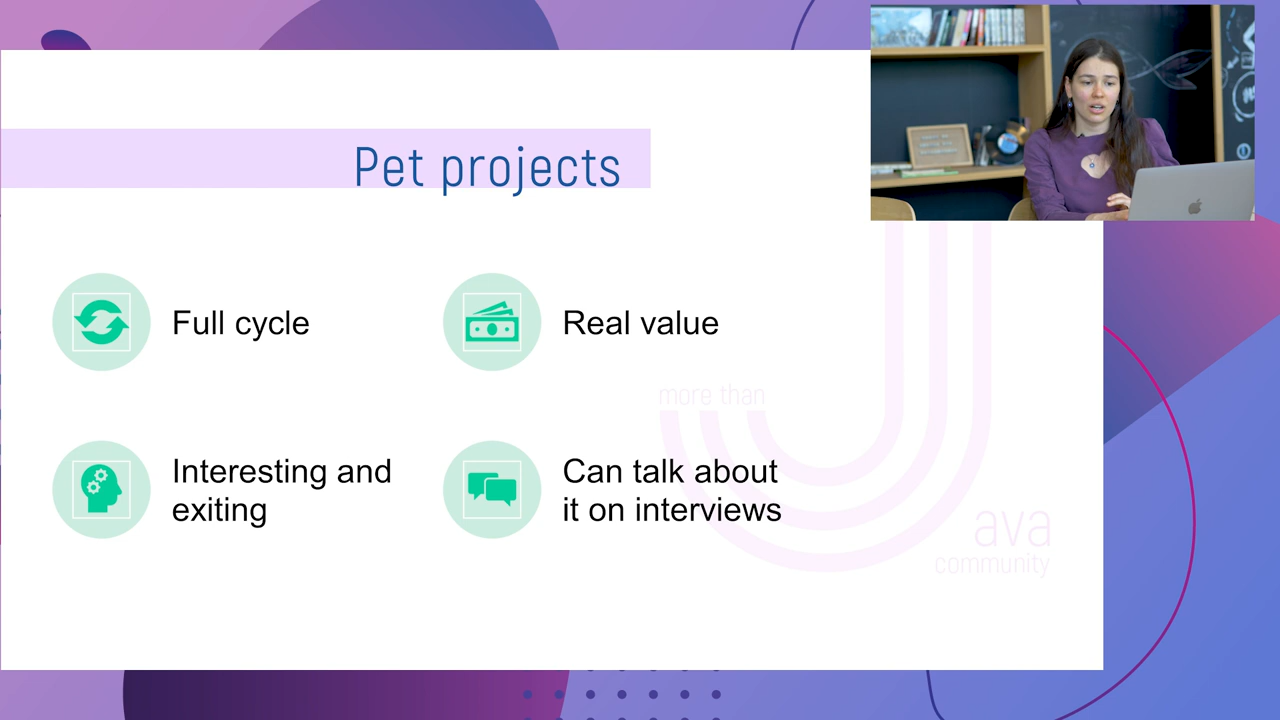 Pet projects
Full cycle
Real value
Interesting and
exiting
Can talk about
it on interviews
more than
ava
community